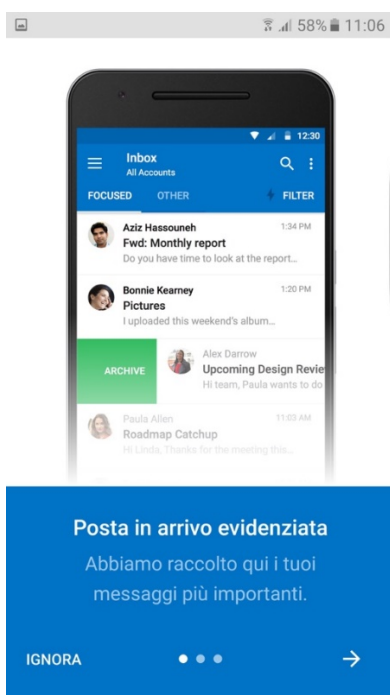 58% 11:06
12:30
Inbox
All Accounts
FOCUSED OTHER FILTER
Aziz Hassouneh 1:34 PM
Fwd: Monthly report
Do you have time to look at the report...
Bonnie Kearney 1:20 PM
Pictures
I uploaded this weekend's album...
ARCHIVE
Alex Darrow
Upcoming Design Revie
Hi team, Paula wants to do
Paula Allen 11:03 AM
Roadmap Catchup
Hi Linda, Thanks for the meeting this...
Posta in arrivo evidenziata
Abbiamo raccolto qui i tuoi
messaggi più importanti.
IGNORA